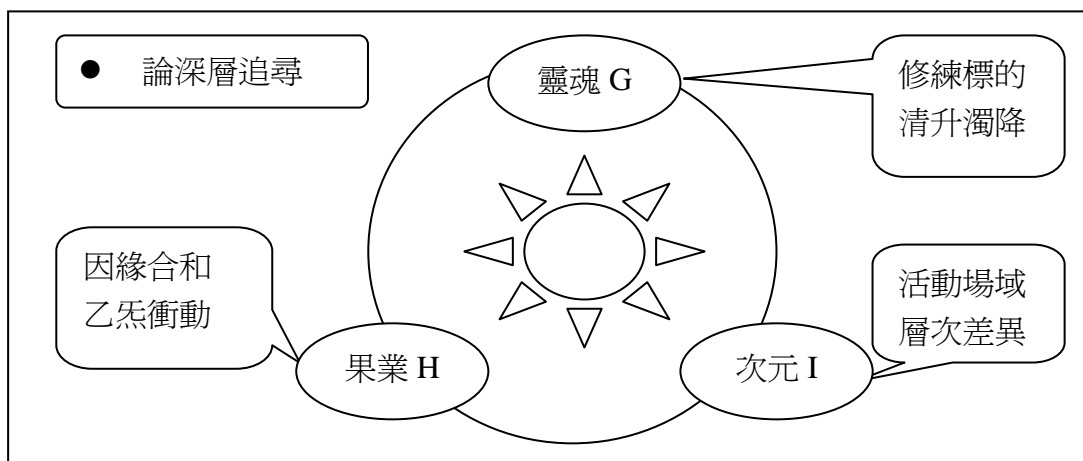 ● 論深層追尋
靈魂 G
修練標的
清升濁降
因緣合和
乙炁衝動
果業 H
次元 I
活動場域
層次差異